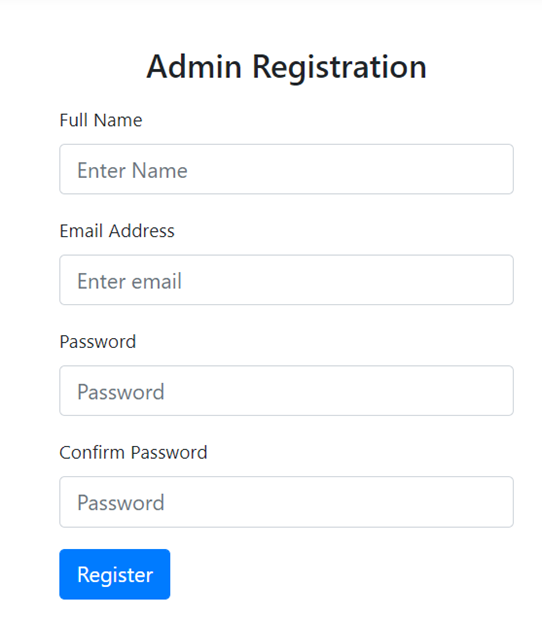 Admin Registration
Full Name
Enter Name
Email Address
Enter email
Password
Password
Confirm Password
Password
Register